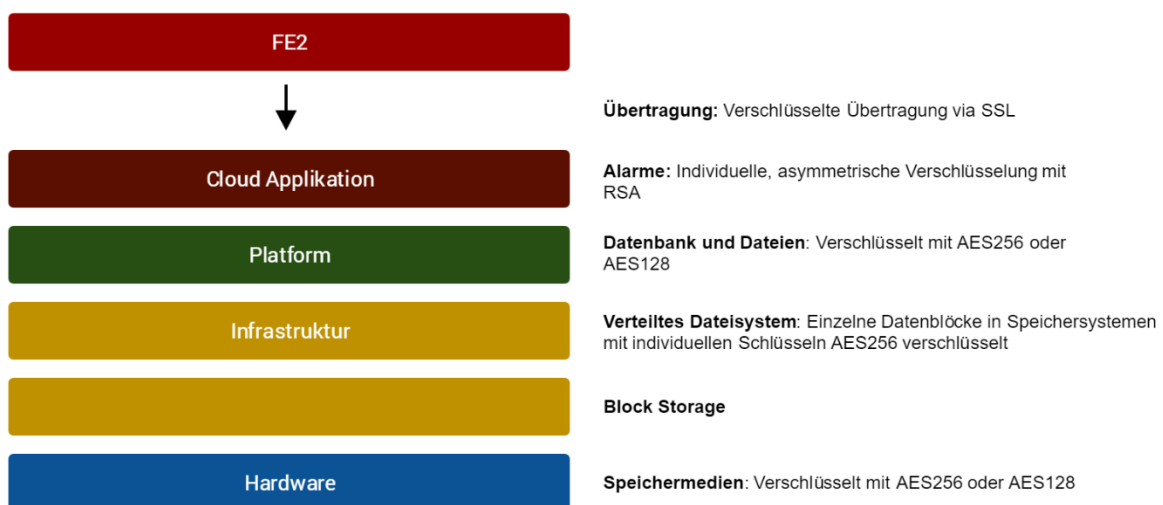 FE2
Übertragung: Verschlüsselte Übertragung via SSL
Cloud Applikation
Alarme: Individuelle, asymmetrische Verschlüsselung mit
RSA
Platform
Datenbank und Dateien: Verschlüsselt mit AES256 oder
AES128
Infrastruktur
Verteiltes Dateisystem: Einzelne Datenblöcke in Speichersystemen
mit individuellen Schlüsseln AES256 verschlüsselt
Block Storage
Hardware
Speichermedien: Verschlüsselt mit AES256 oder AES128